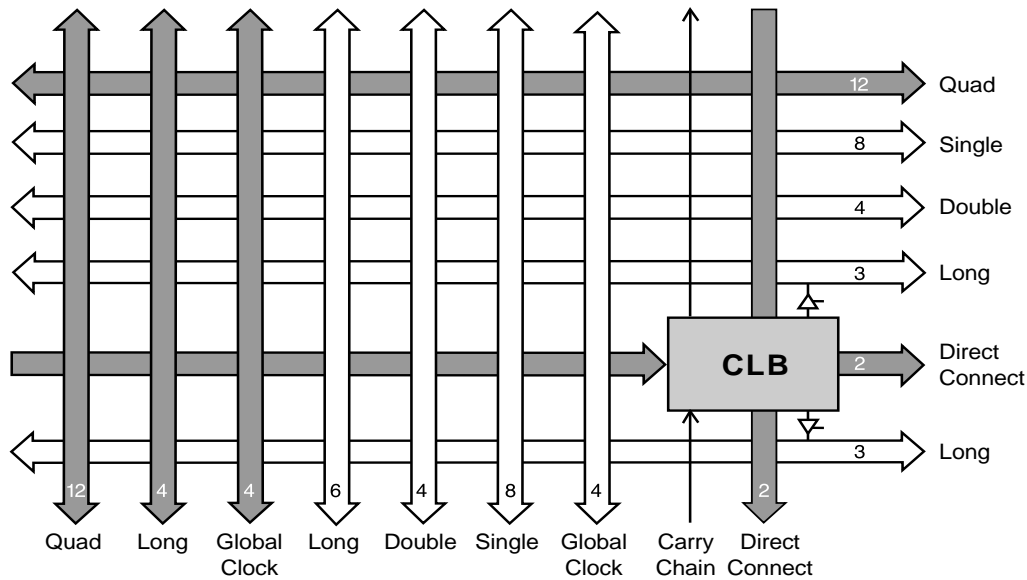 12 Quad
8 Single
4 Double
3 Long
CLB
2 Direct
Connect
3 Long
12 4 4 6 4 8 4 2
Quad Long Global Long Double Single Global Carry Direct
Clock Clock Chain Connect